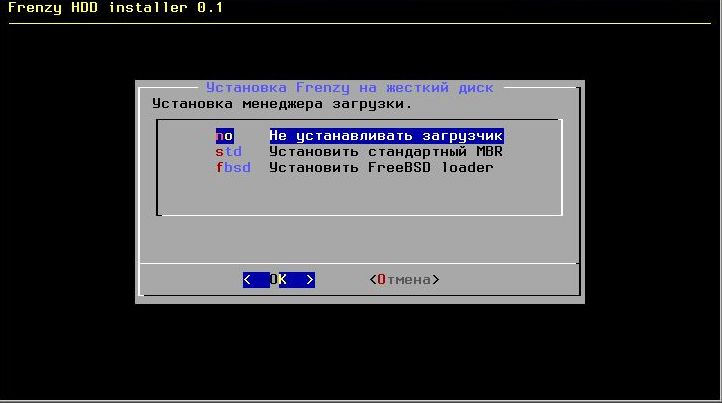 Frenzy HDD installer 0.1
Установка Frenzy на жесткий диск
Установка менеджера загрузки.
no Не устанавливать загрузчик
std Установить стандартный MBR
fbsd Установить FreeBSD loader
< OK > <Отмена>